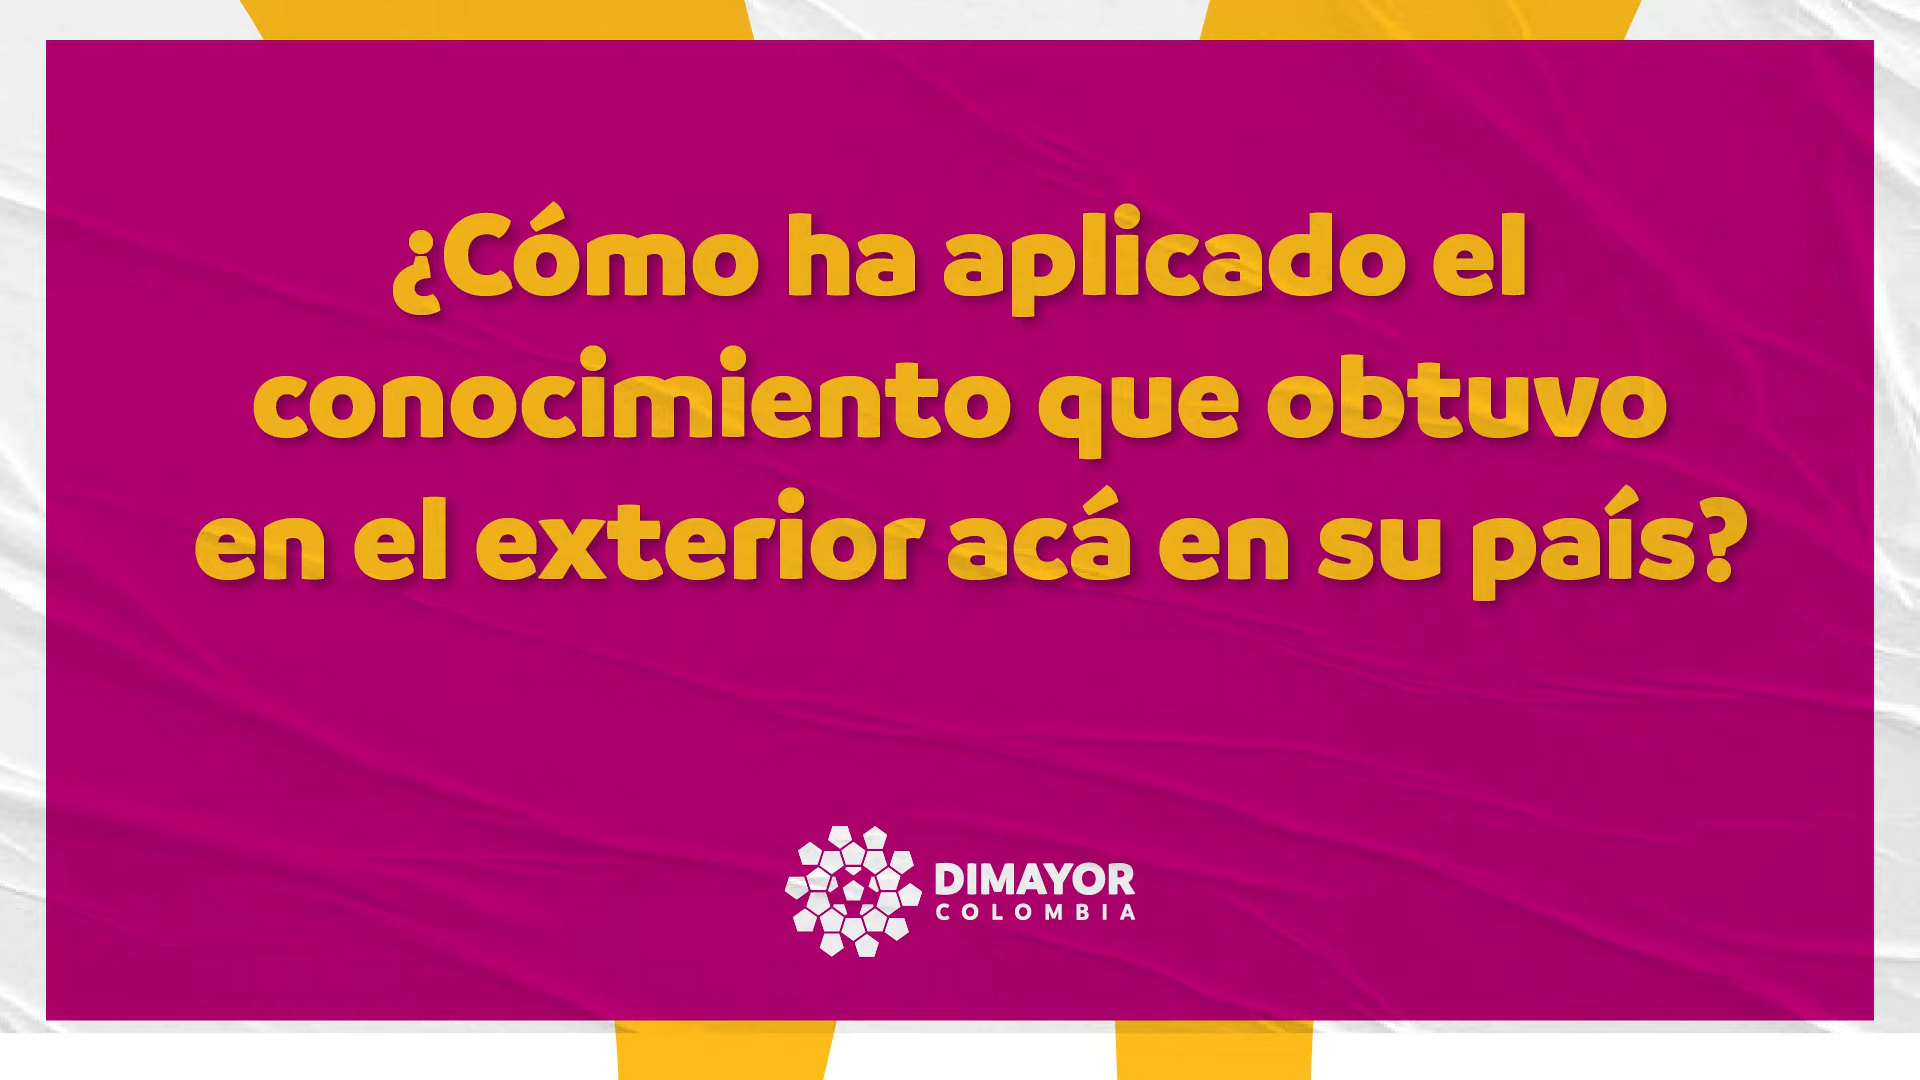 ¿Cómo ha aplicado el
conocimiento que obtuvo
en el exterior acá en su país?
DIMAYOR
COLOMBIA